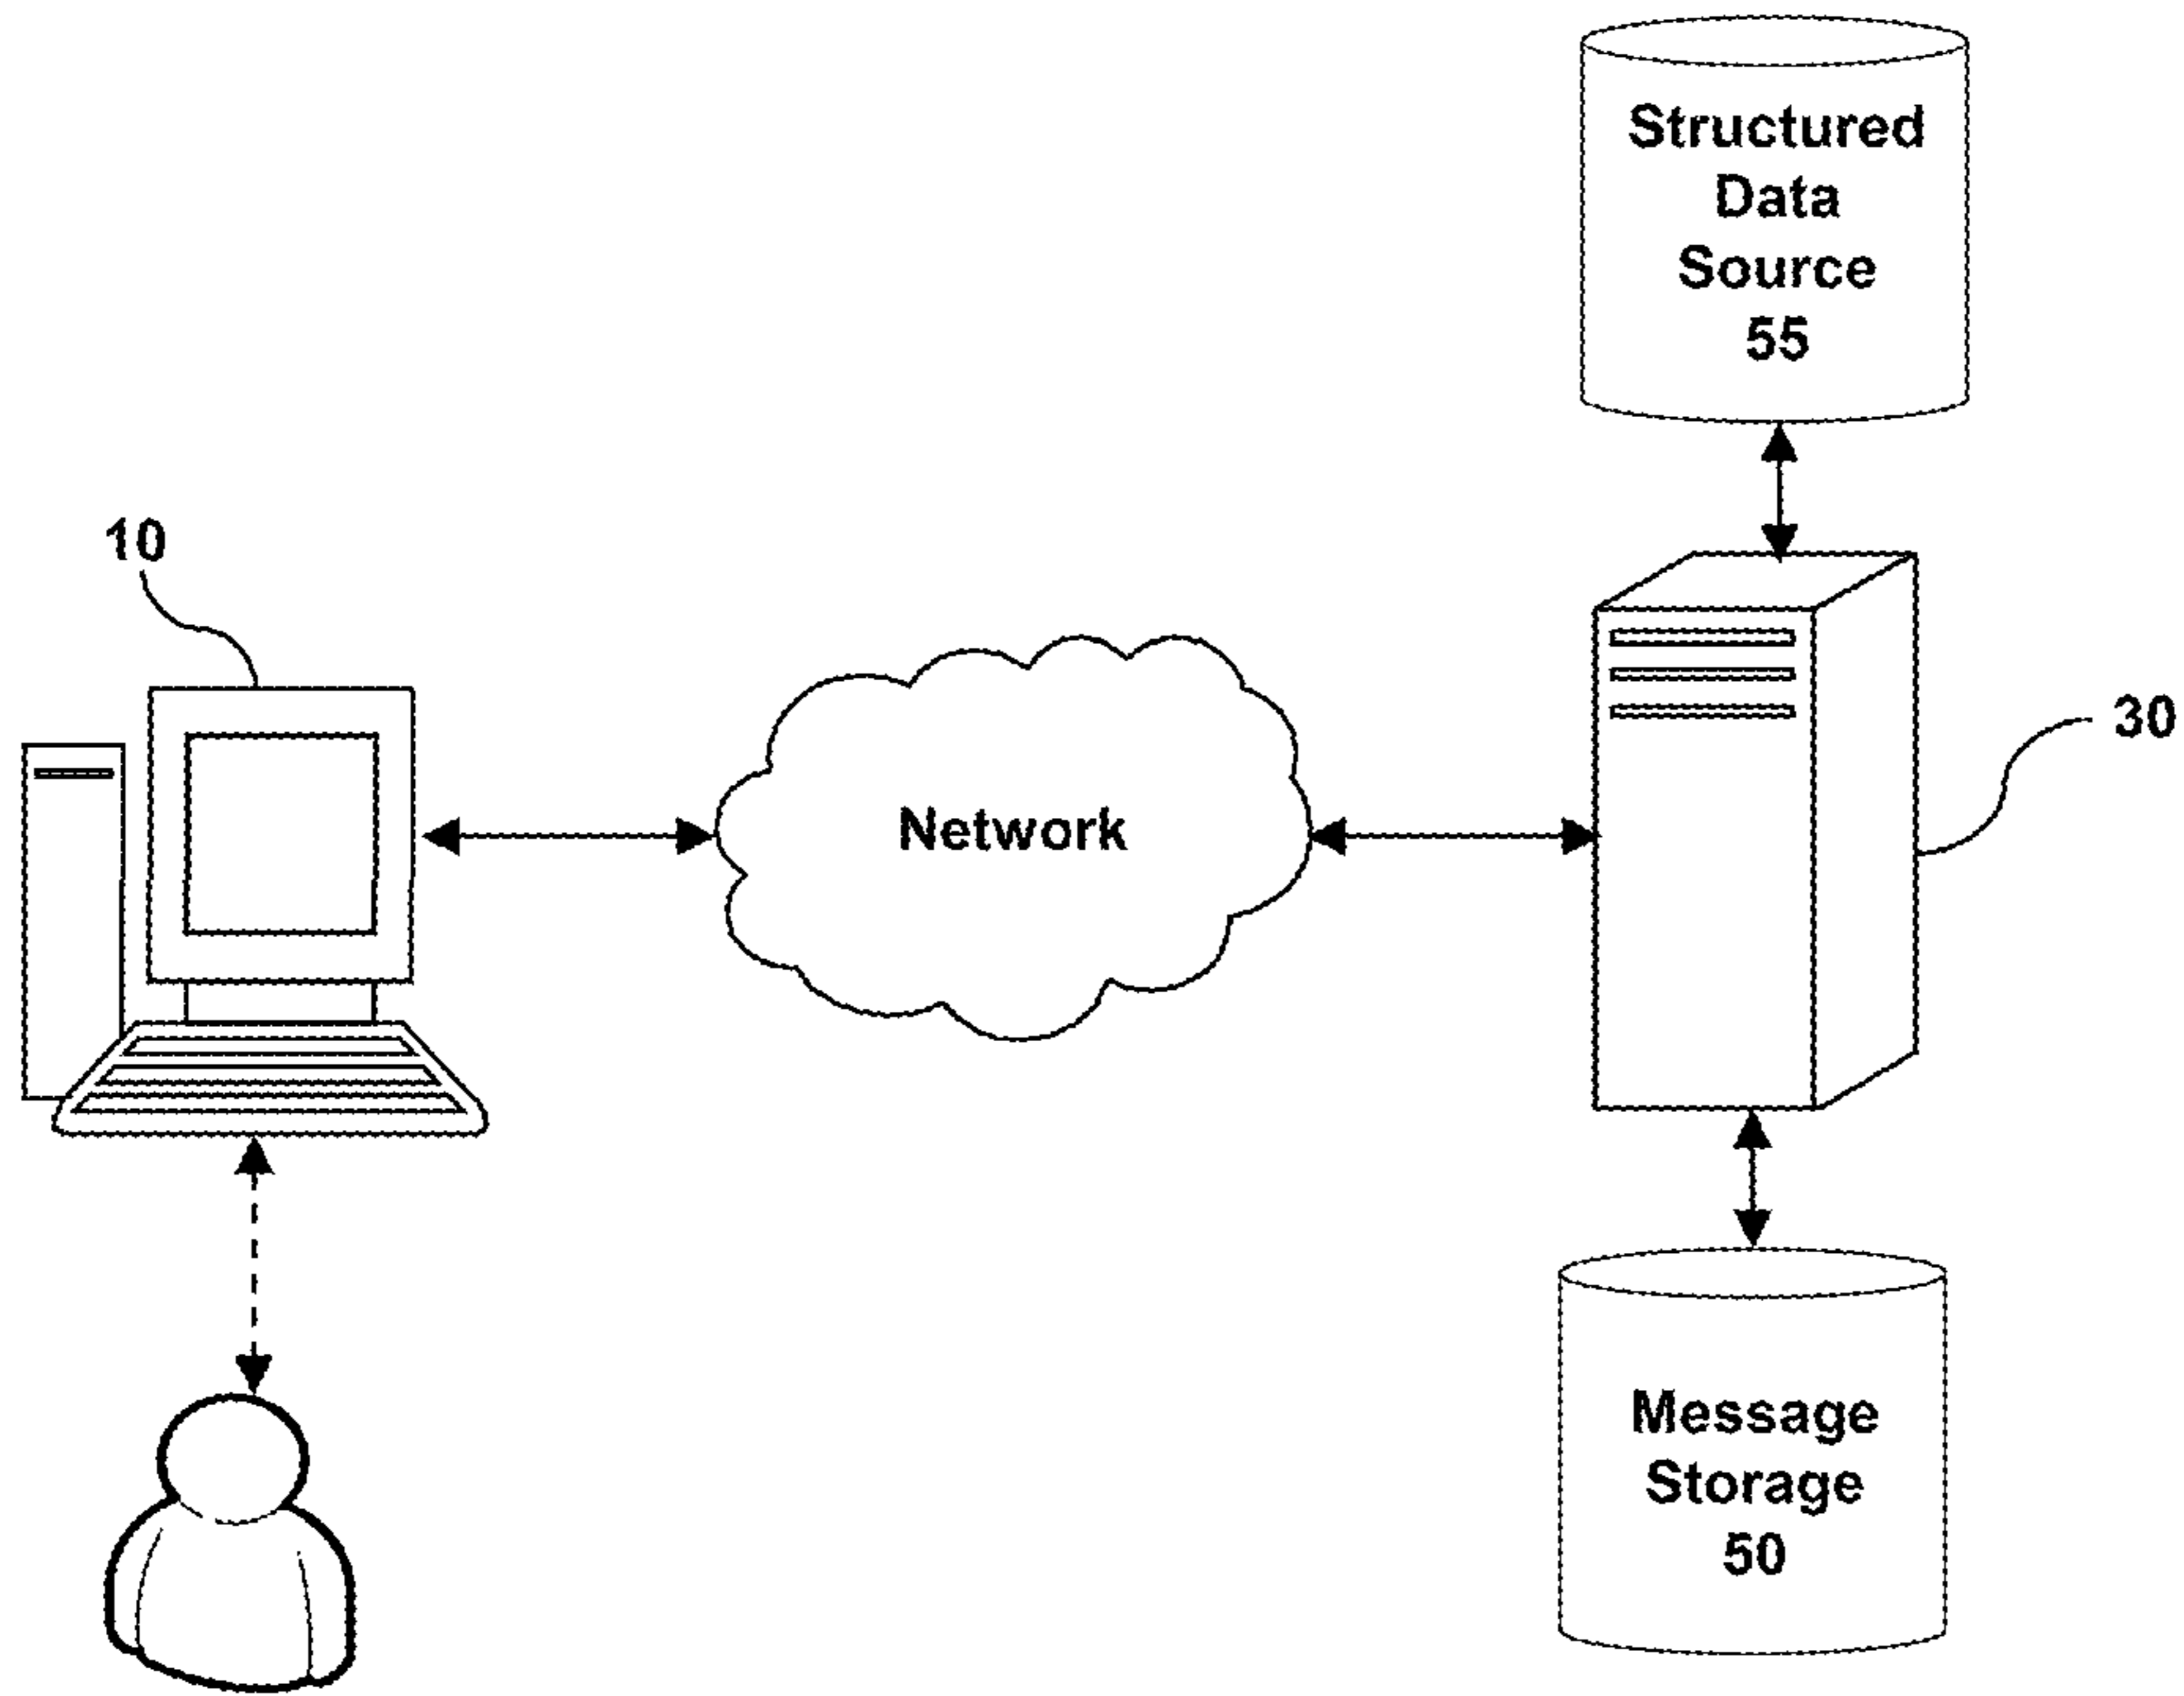 Structured
Data
Source
55
10
30
Network
Message
Storage
50